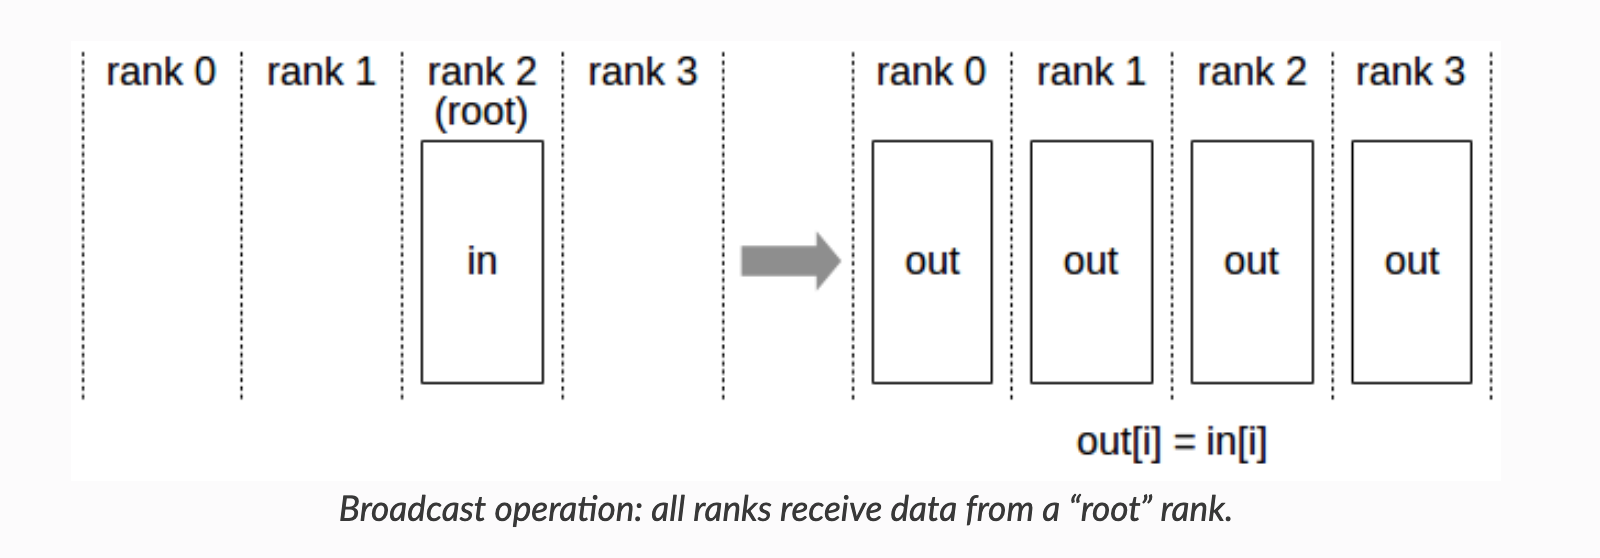 rank 0 rank 1 rank 2 rank 3 rank 0 rank 1 rank 2 rank 3
(root)
in out out out out
out[i] = in[i]
Broadcast operation: all ranks receive data from a “root” rank.